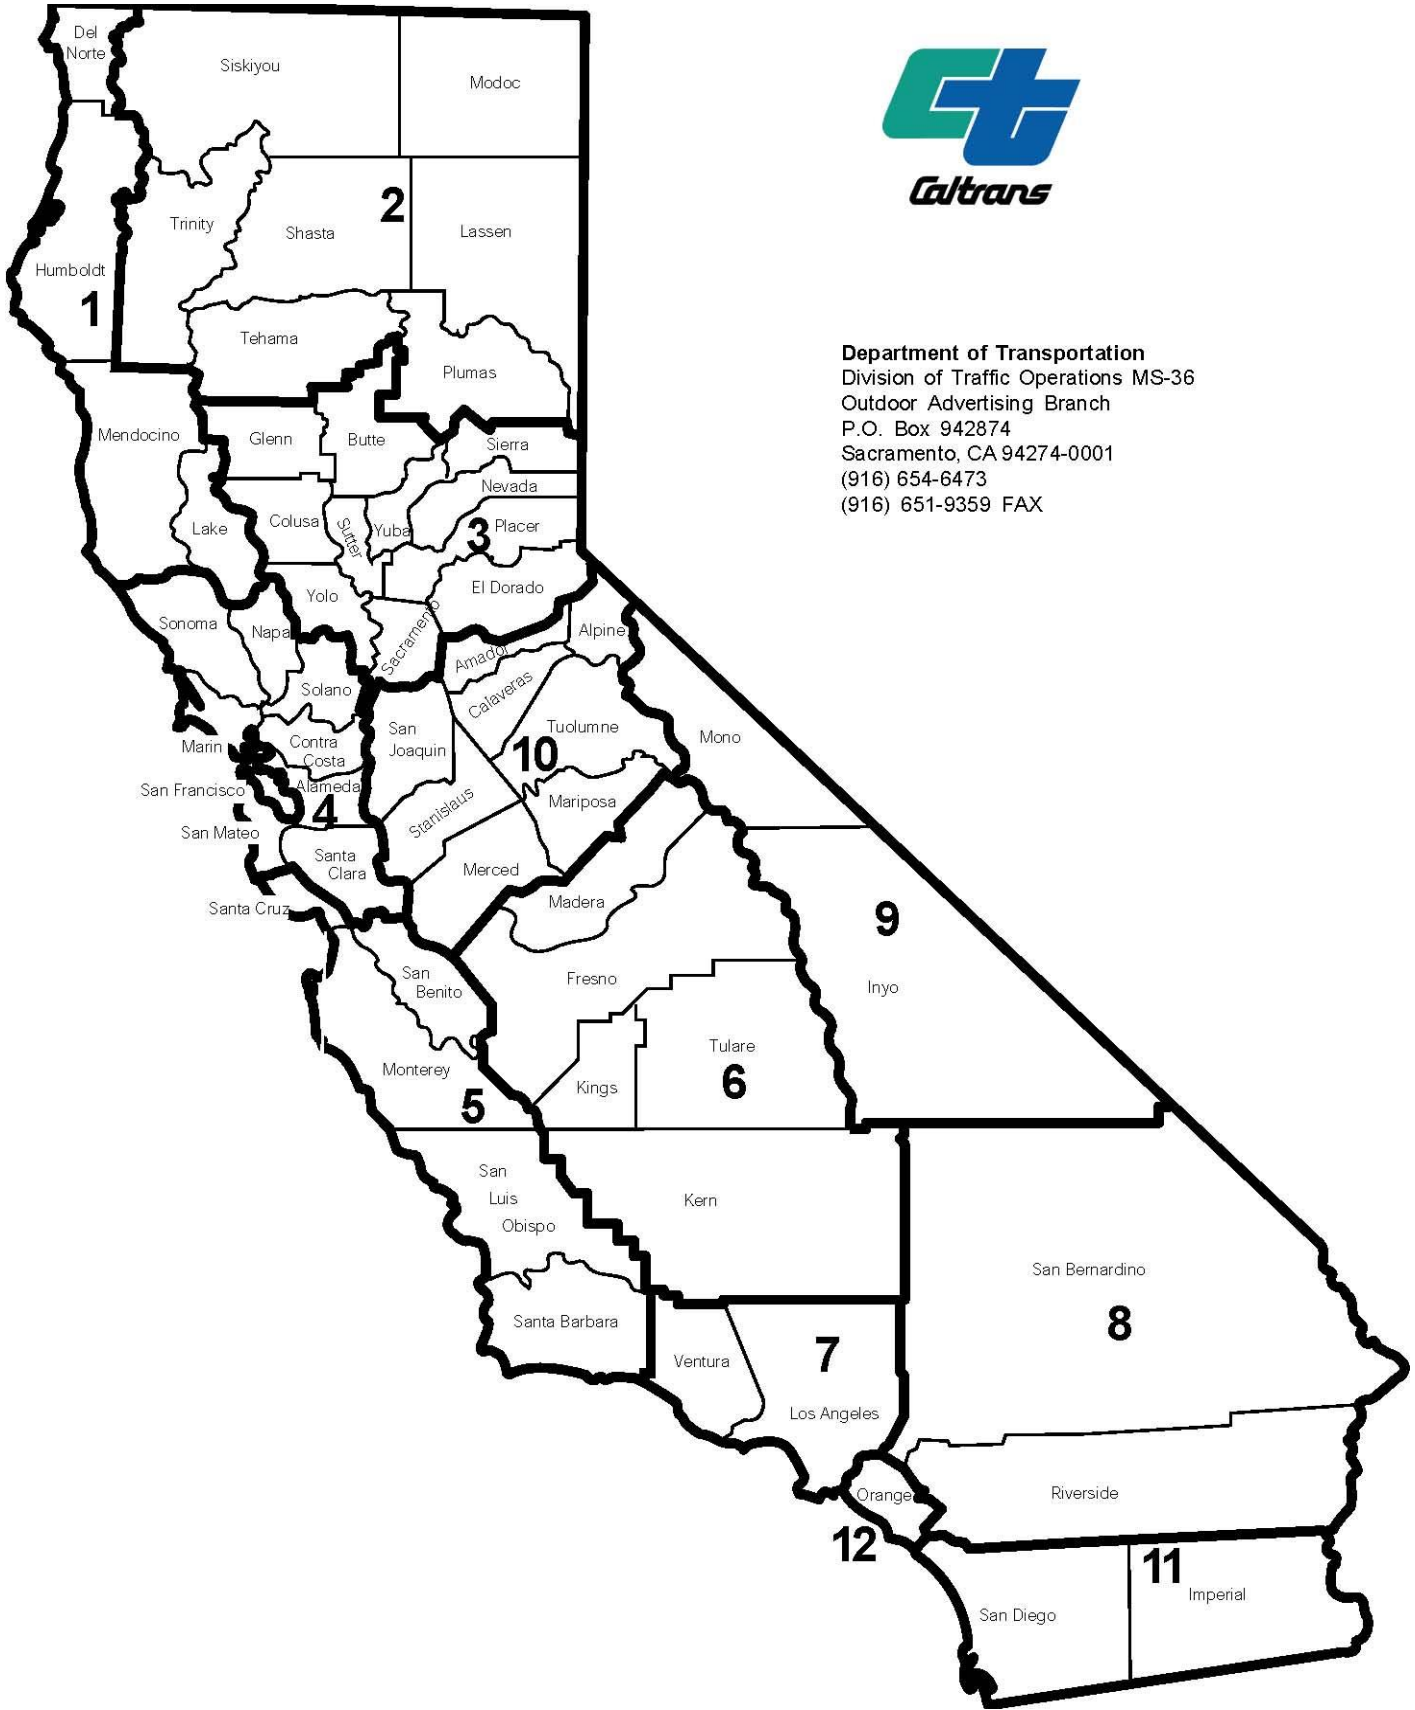 Del
Norte
Siskiyou
Modoc
Caltrans
2
Trinity
Shasta
Lassen
Humboldt
1
Tehama
Plumas
Department of Transportation
Division of Traffic Operations MS-36
Outdoor Advertising Branch
P.O. Box 942874
Sacramento, CA 94274-0001
(916) 654-6473
(916) 651-9359 FAX
Mendocino
Glenn
Butte
Sierra
Nevada
Lake
Colusa
Sutter
Yuba
3
Placer
Yolo
El Dorado
Sonoma
Napa
Sacramento
Amador
Alpine
Solano
Calaveras
San
Joaquin
Tuolumne
Mono
Marin
Contra
Costa
10
San Francisco
Alameda
4
Stanislaus
Mariposa
San Mateo
Santa
Clara
Merced
Madera
Santa Cruz
9
San
Benito
Fresno
Inyo
Monterey
5
Kings
Tulare
6
San
Luis
Obispo
Kern
San Bernardino
8
Santa Barbara
Ventura
7
Los Angeles
Orange
Riverside
12
11
San Diego
Imperial